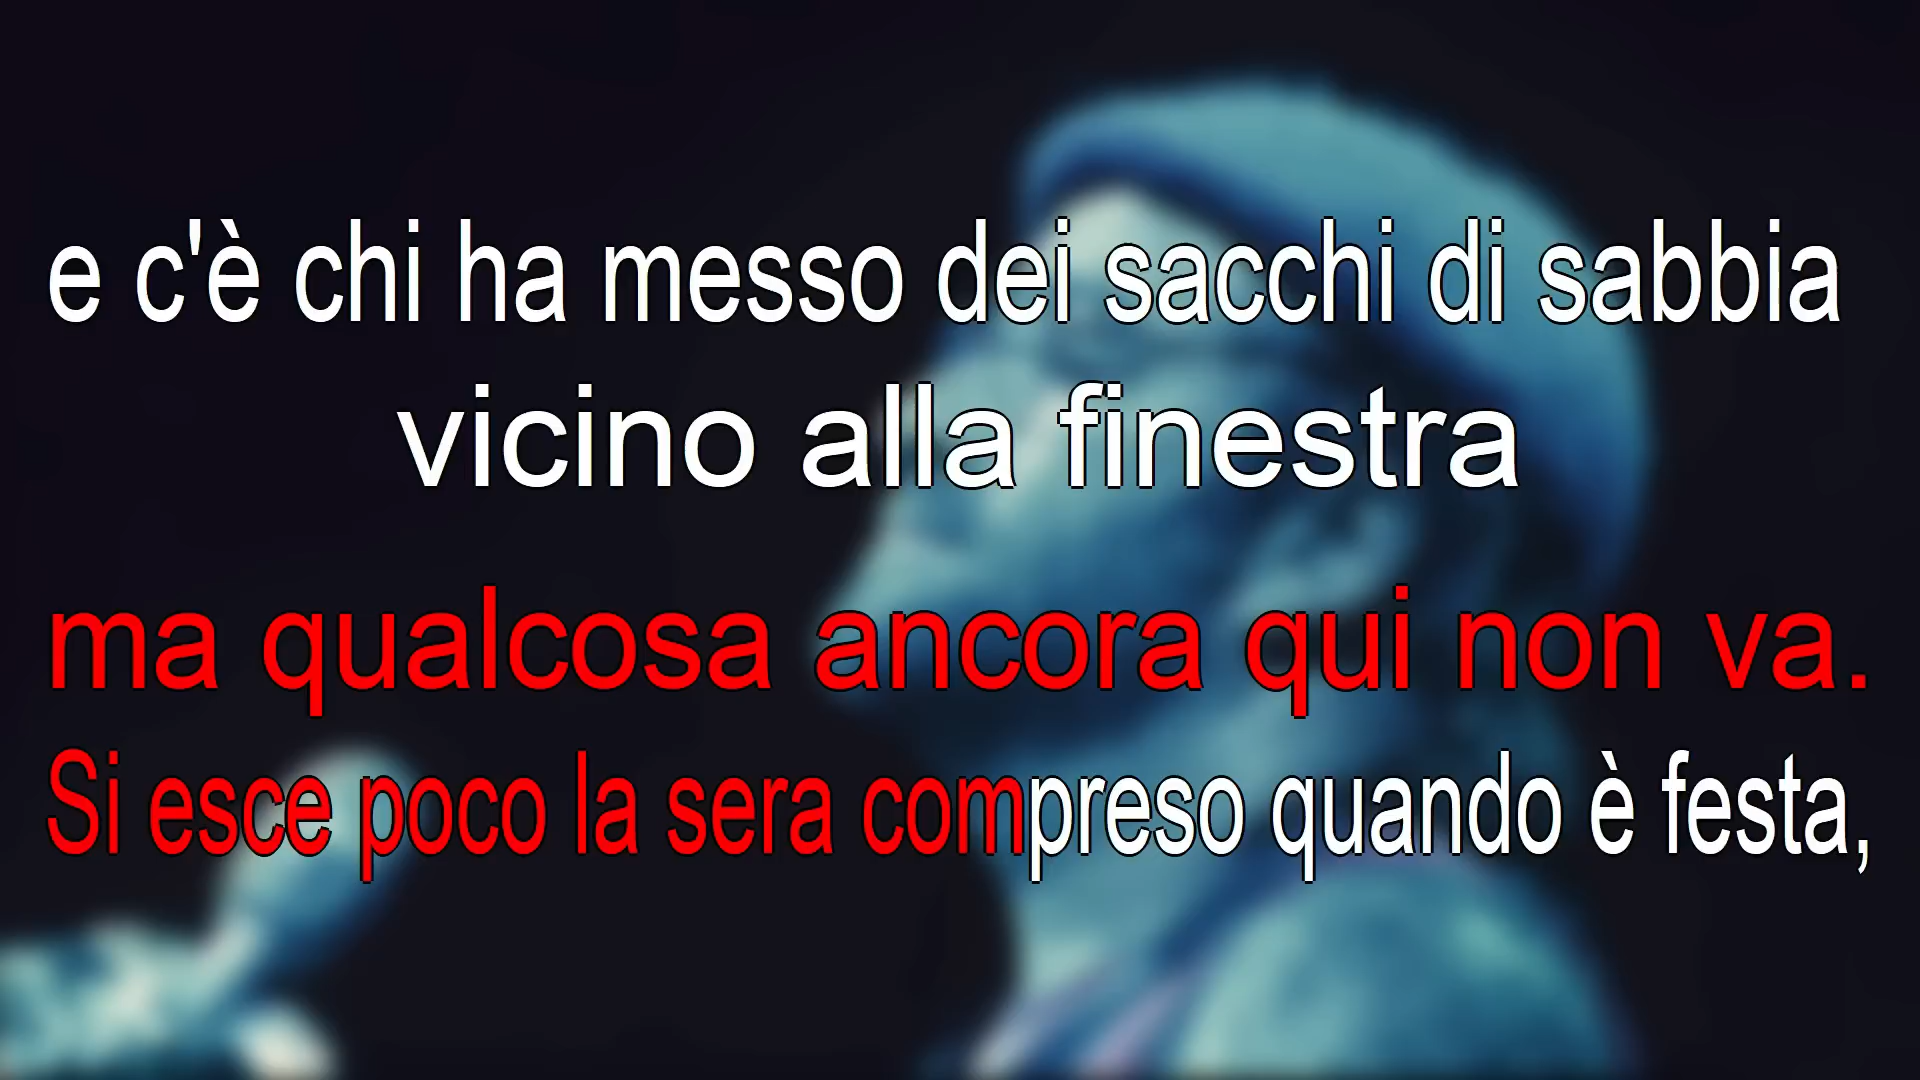 e c'è chi ha messo dei sacchi di sabbia
vicino alla finestra
ma qualcosa ancora qui non va.
Si esce poco la sera compreso quando è festa,